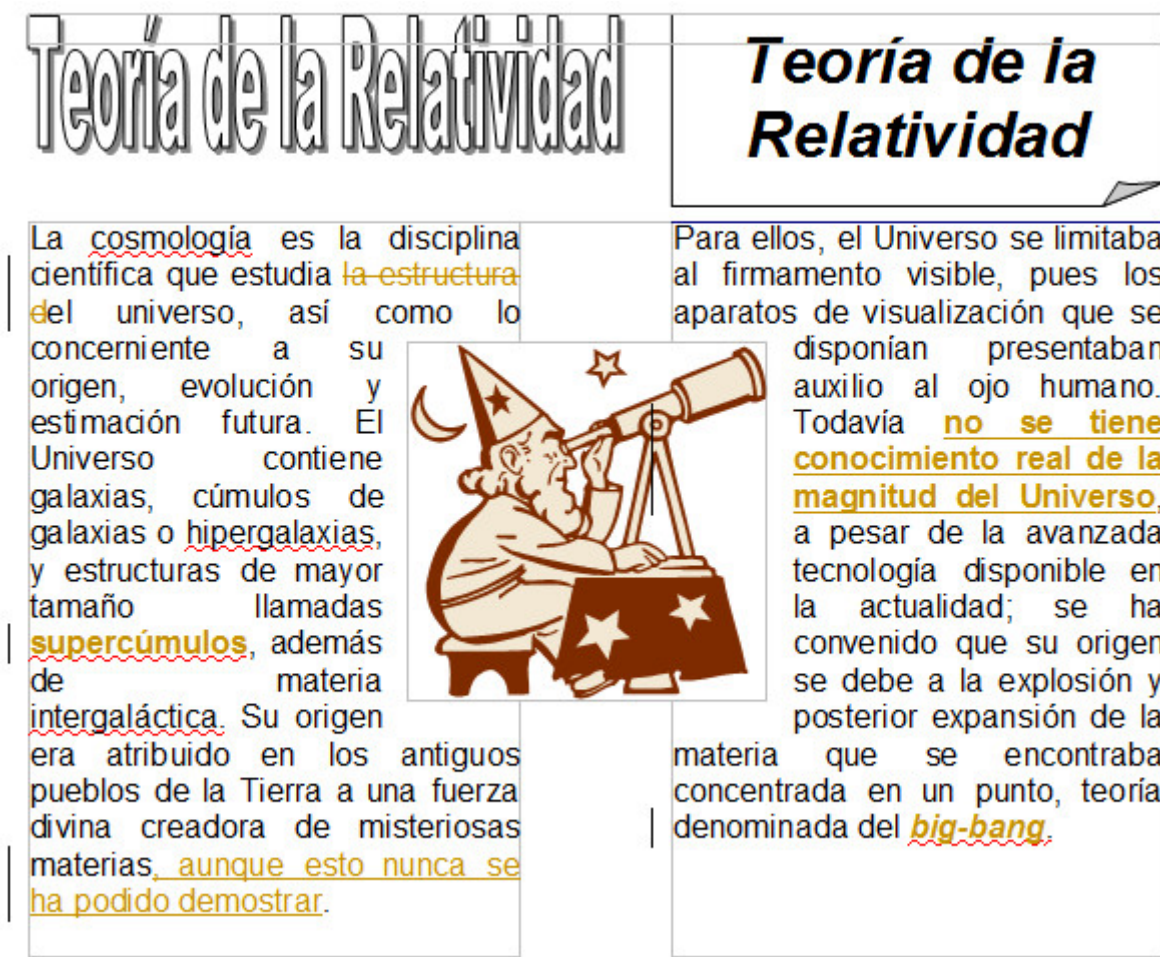 Teoría de la Relatividad
Teoría de la
Relatividad
La cosmología es la disciplina
científica que estudia la estructura
del universo, así como lo
concerniente a su
origen, evolución y
estimación futura. El
Universo contiene
galaxias, cúmulos de
galaxias o hipergalaxias,
y estructuras de mayor
tamaño llamadas
supercúmulos, además
de materia
intergaláctica. Su origen
era atribuido en los antiguos
pueblos de la Tierra a una fuerza
divina creadora de misteriosas
materias, aunque esto nunca se
ha podido demostrar.
Para ellos, el Universo se limitaba
al firmamento visible, pues los
aparatos de visualización que se
disponían presentaban
auxilio al ojo humano.
Todavía no se tiene
conocimiento real de la
magnitud del Universo,
a pesar de la avanzada
tecnología disponible en
la actualidad; se ha
convenido que su origen
se debe a la explosión y
posterior expansión de la
materia que se encontraba
concentrada en un punto, teoría
denominada del big-bang.